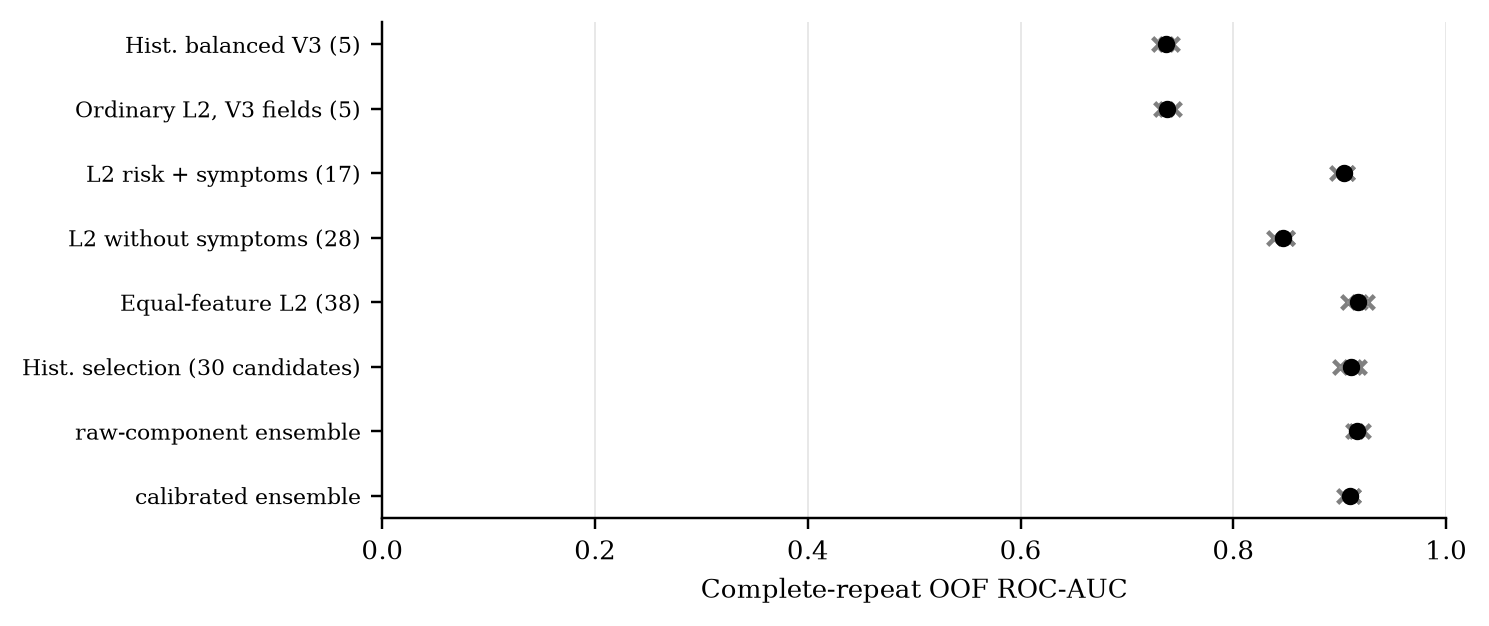 Hist. balanced V3 (5)
Ordinary L2, V3 fields (5)
L2 risk + symptoms (17)
L2 without symptoms (28)
Equal-feature L2 (38)
Hist. selection (30 candidates)
raw-component ensemble
calibrated ensemble
0.0 0.2 0.4 0.6 0.8 1.0
Complete-repeat OOF ROC-AUC